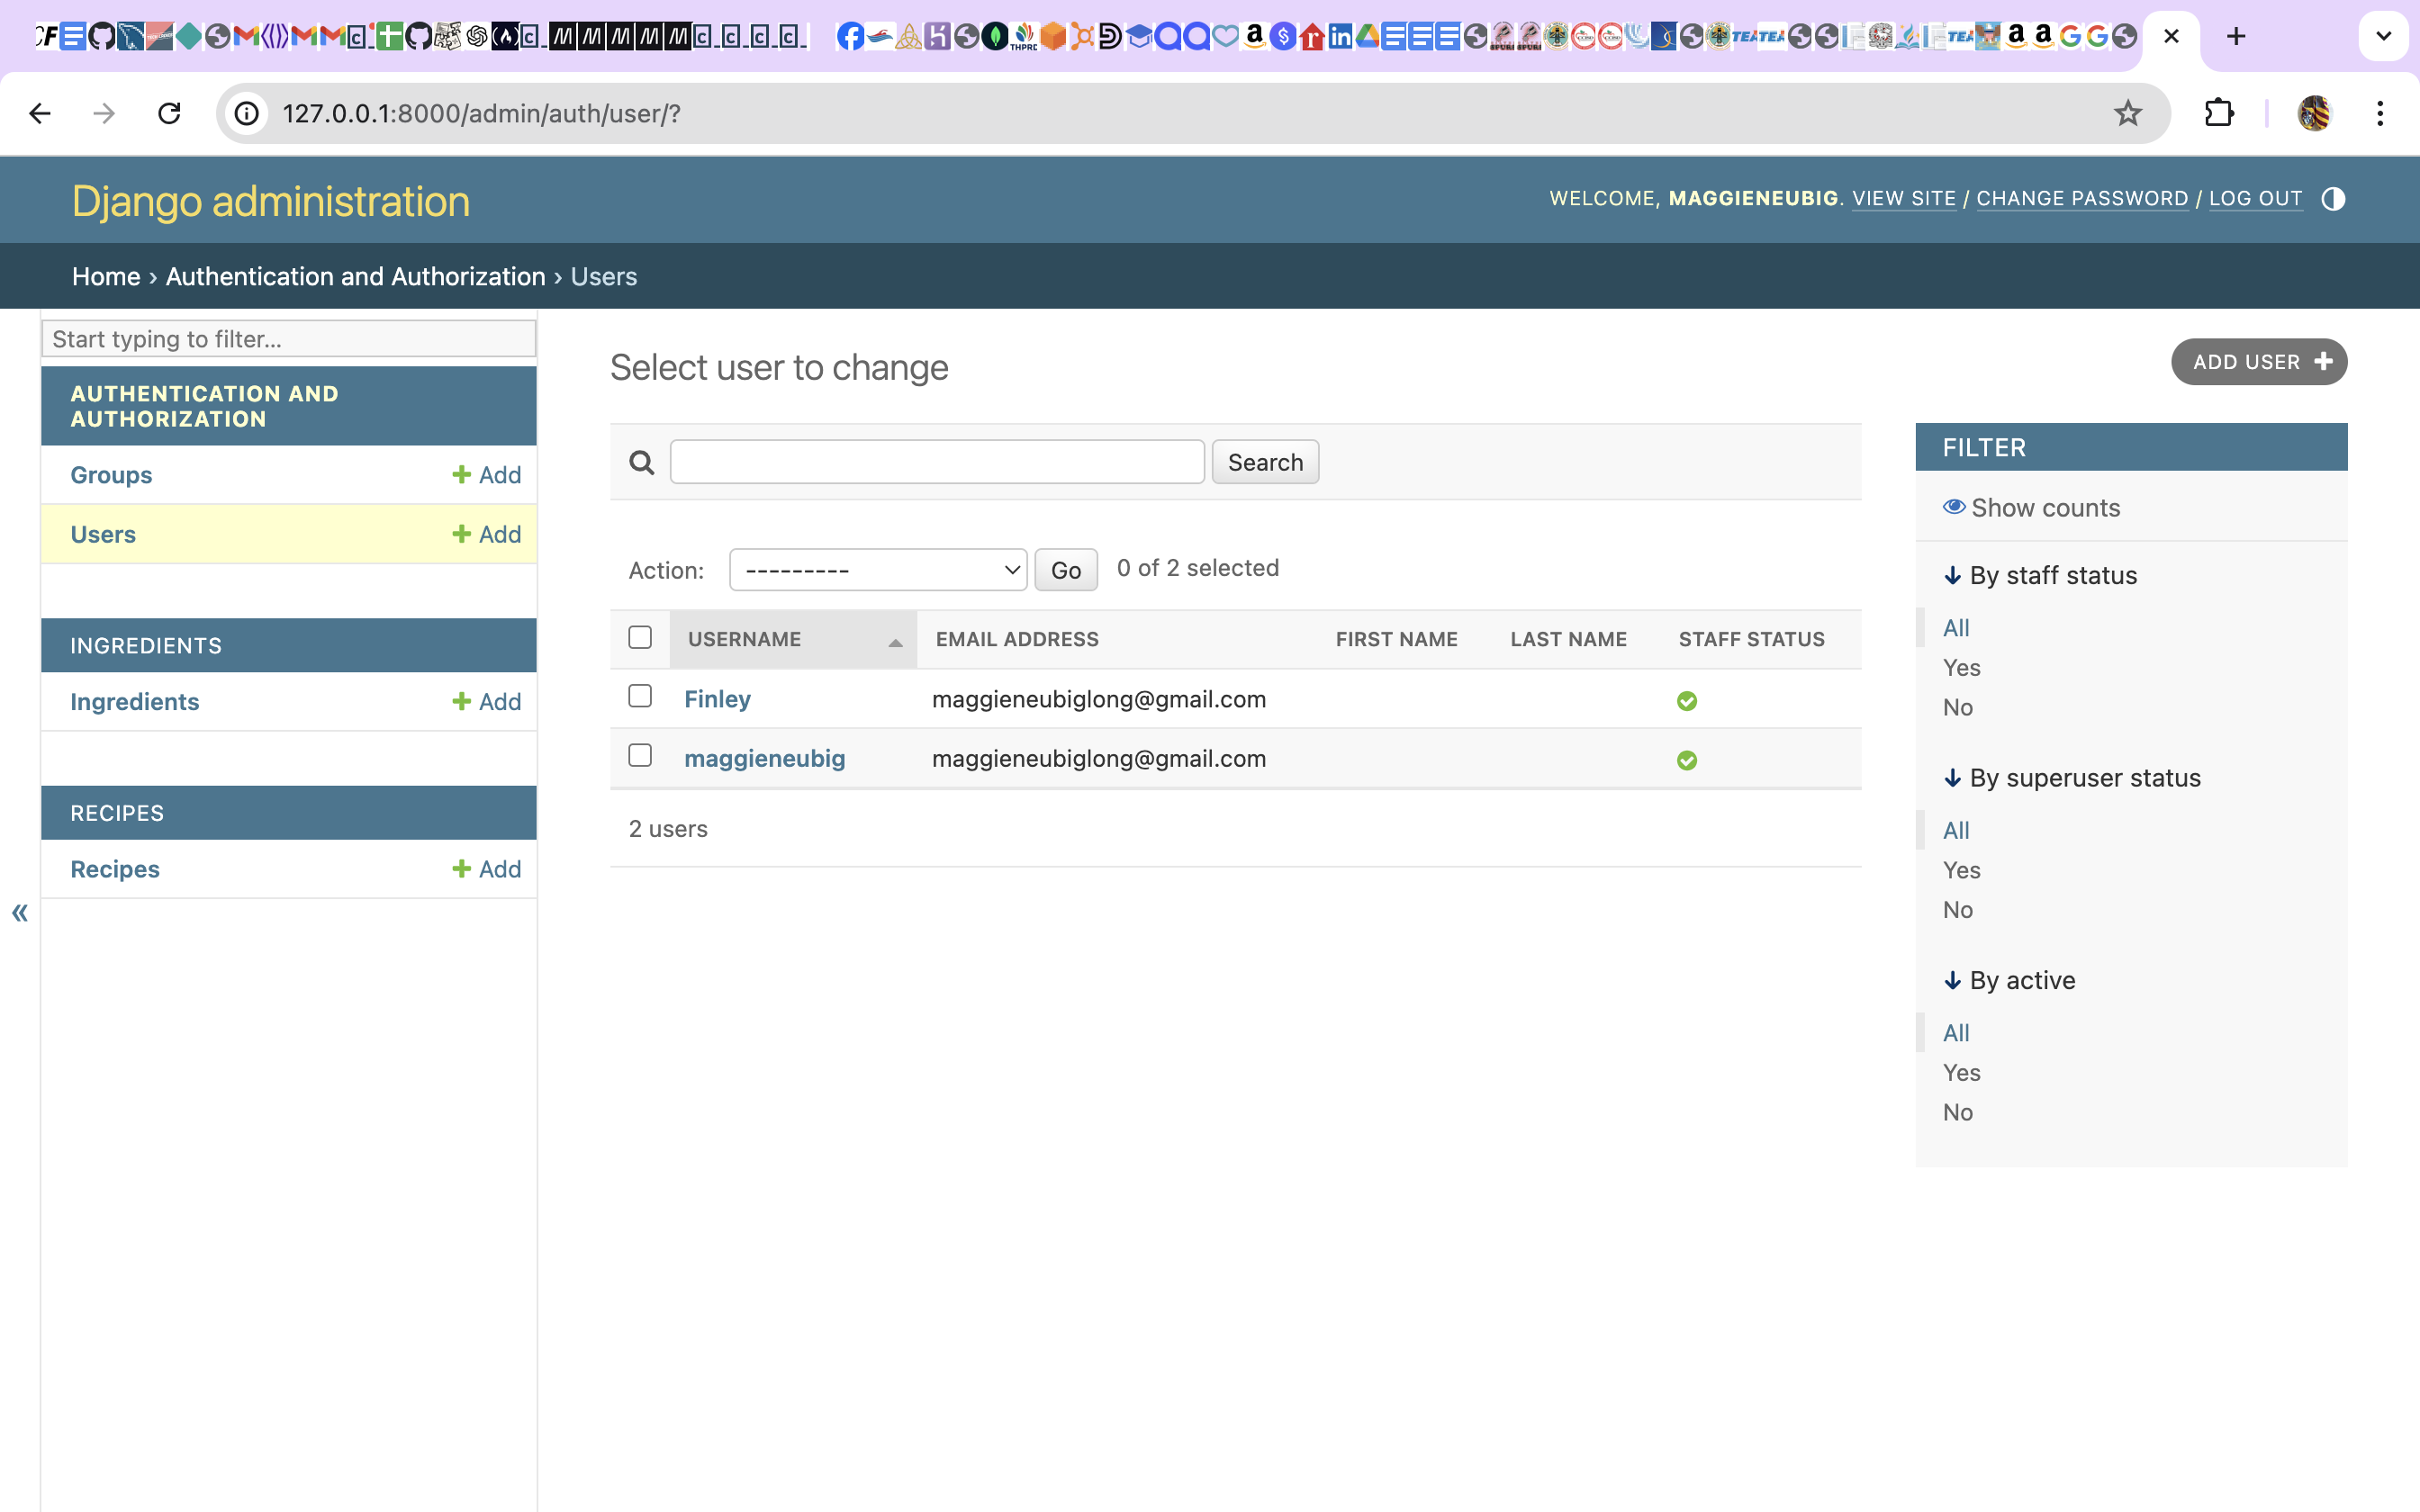 127.0.0.1:8000/admin/auth/user/?
Django administration
WELCOME, MAGGIENEUBIG. VIEW SITE / CHANGE PASSWORD / LOG OUT
Home › Authentication and Authorization › Users
Start typing to filter...
AUTHENTICATION AND
AUTHORIZATION
Groups + Add
Users + Add
INGREDIENTS
Ingredients + Add
RECIPES
Recipes + Add
«
Select user to change
ADD USER +
Search
Action: --------- Go 0 of 2 selected
USERNAME EMAIL ADDRESS FIRST NAME LAST NAME STAFF STATUS
Finley maggieneubiglong@gmail.com
maggieneubig maggieneubiglong@gmail.com
2 users
FILTER
Show counts
↓ By staff status
All
Yes
No
↓ By superuser status
All
Yes
No
↓ By active
All
Yes
No